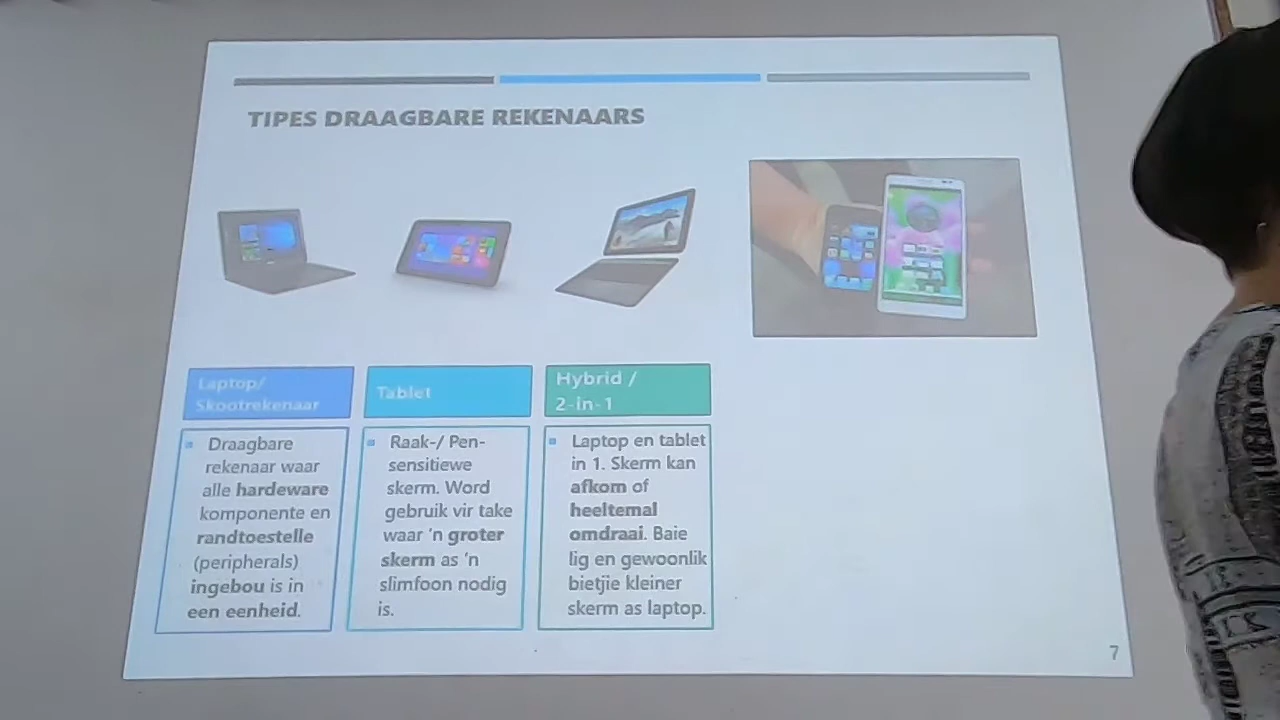 TIPES DRAAGBARE REKENAARS
Laptop/
Skootrekenaar
Draagbare
rekenaar waar
alle hardeware
komponente en
randtoestelle
(peripherals)
ingebou is in
een eenheid.
Tablet
Raak-/ Pen-
sensitiewe
skerm. Word
gebruik vir take
waar 'n groter
skerm as 'n
slimfoon nodig
is.
Hybrid /
2-in-1
Laptop en tablet
in 1. Skerm kan
afkom of
heeltemal
omdraai. Baie
lig en gewoonlik
bietjie kleiner
skerm as laptop.
7